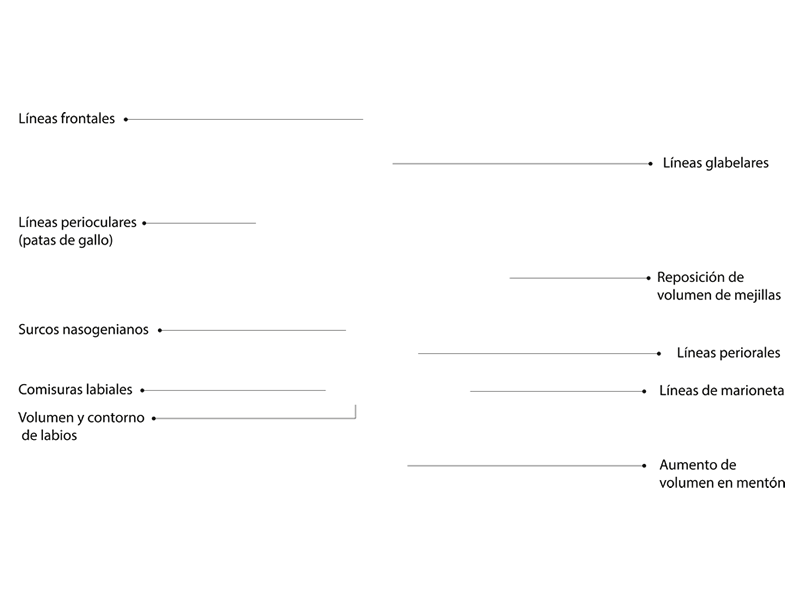 Líneas frontales
Líneas glabelares
Líneas perioculares
(patas de gallo)
Reposición de
volumen de mejillas
Surcos nasogenianos
Líneas periorales
Comisuras labiales
Líneas de marioneta
Volumen y contorno
de labios
Aumento de
volumen en mentón